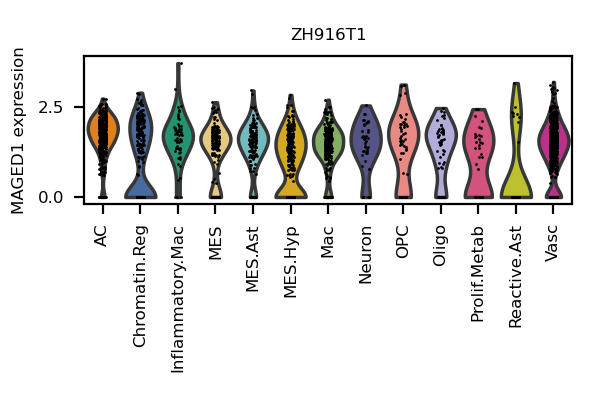 ZH916T1
MAGED1 expression
2.5
0.0
AC
Chromatin.Reg
Inflammatory.Mac
MES
MES.Ast
MES.Hyp
Mac
Neuron
OPC
Oligo
Prolif.Metab
Reactive.Ast
Vasc